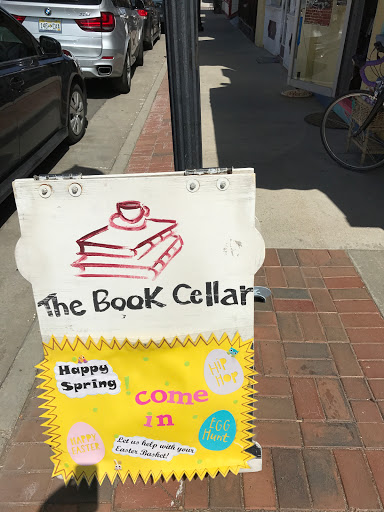 The Book Cellar
Happy
Spring
HIP
HOP
come
in
HAPPY
EASTER
EGG
Hunt
Let us help with your
Easter Basket!